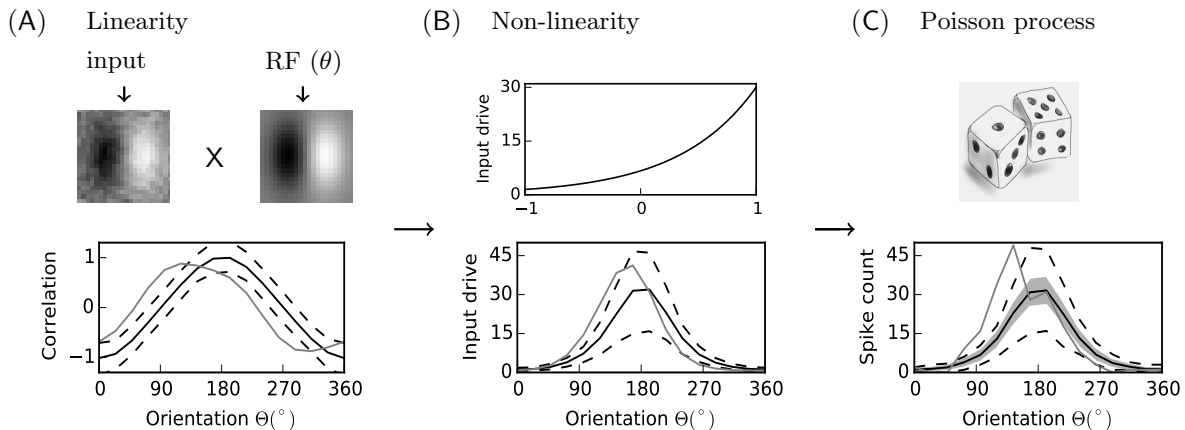 (A) Linearity
input RF (θ)
↓ ↓
X
Correlation
1
0
−1
0 90 180 270 360
Orientation Θ(°)
(B) Non-linearity
Input drive
30
15
0
−1 0 1
Input drive
45
30
15
0
0 90 180 270 360
Orientation Θ(°)
(C) Poisson process
Spike count
45
30
15
0
0 90 180 270 360
Orientation Θ(°)